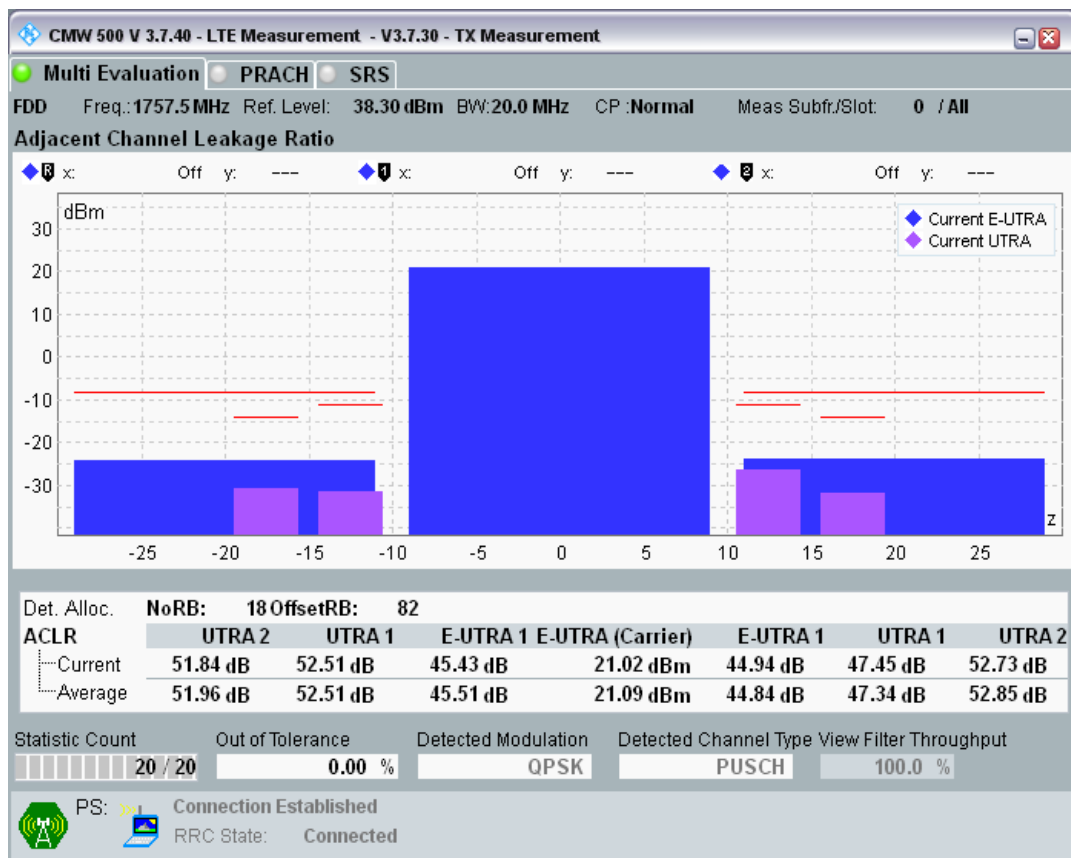 CMW 500 V 3.7.40 - LTE Measurement - V3.7.30 - TX Measurement
Multi Evaluation PRACH SRS
FDD Freq.:1757.5 MHz Ref. Level: 38.30 dBm BW:20.0 MHz CP :Normal Meas Subfr./Slot: 0 / All
Adjacent Channel Leakage Ratio
R x: Off y: --- 1 x: Off y: --- 2 x: Off y: ---
dBm
Current E-UTRA
Current UTRA
30
20
10
0
-10
-20
-30
z
-25 -20 -15 -10 -5 0 5 10 15 20 25
Det. Alloc. NoRB: 18 OffsetRB: 82
ACLR UTRA 2 UTRA 1 E-UTRA 1 E-UTRA (Carrier) E-UTRA 1 UTRA 1 UTRA 2
Current 51.84 dB 52.51 dB 45.43 dB 21.02 dBm 44.94 dB 47.45 dB 52.73 dB
Average 51.96 dB 52.51 dB 45.51 dB 21.09 dBm 44.84 dB 47.34 dB 52.85 dB
Statistic Count Out of Tolerance Detected Modulation Detected Channel Type View Filter Throughput
20 / 20 0.00 % QPSK PUSCH 100.0 %
PS: Connection Established
RRC State: Connected